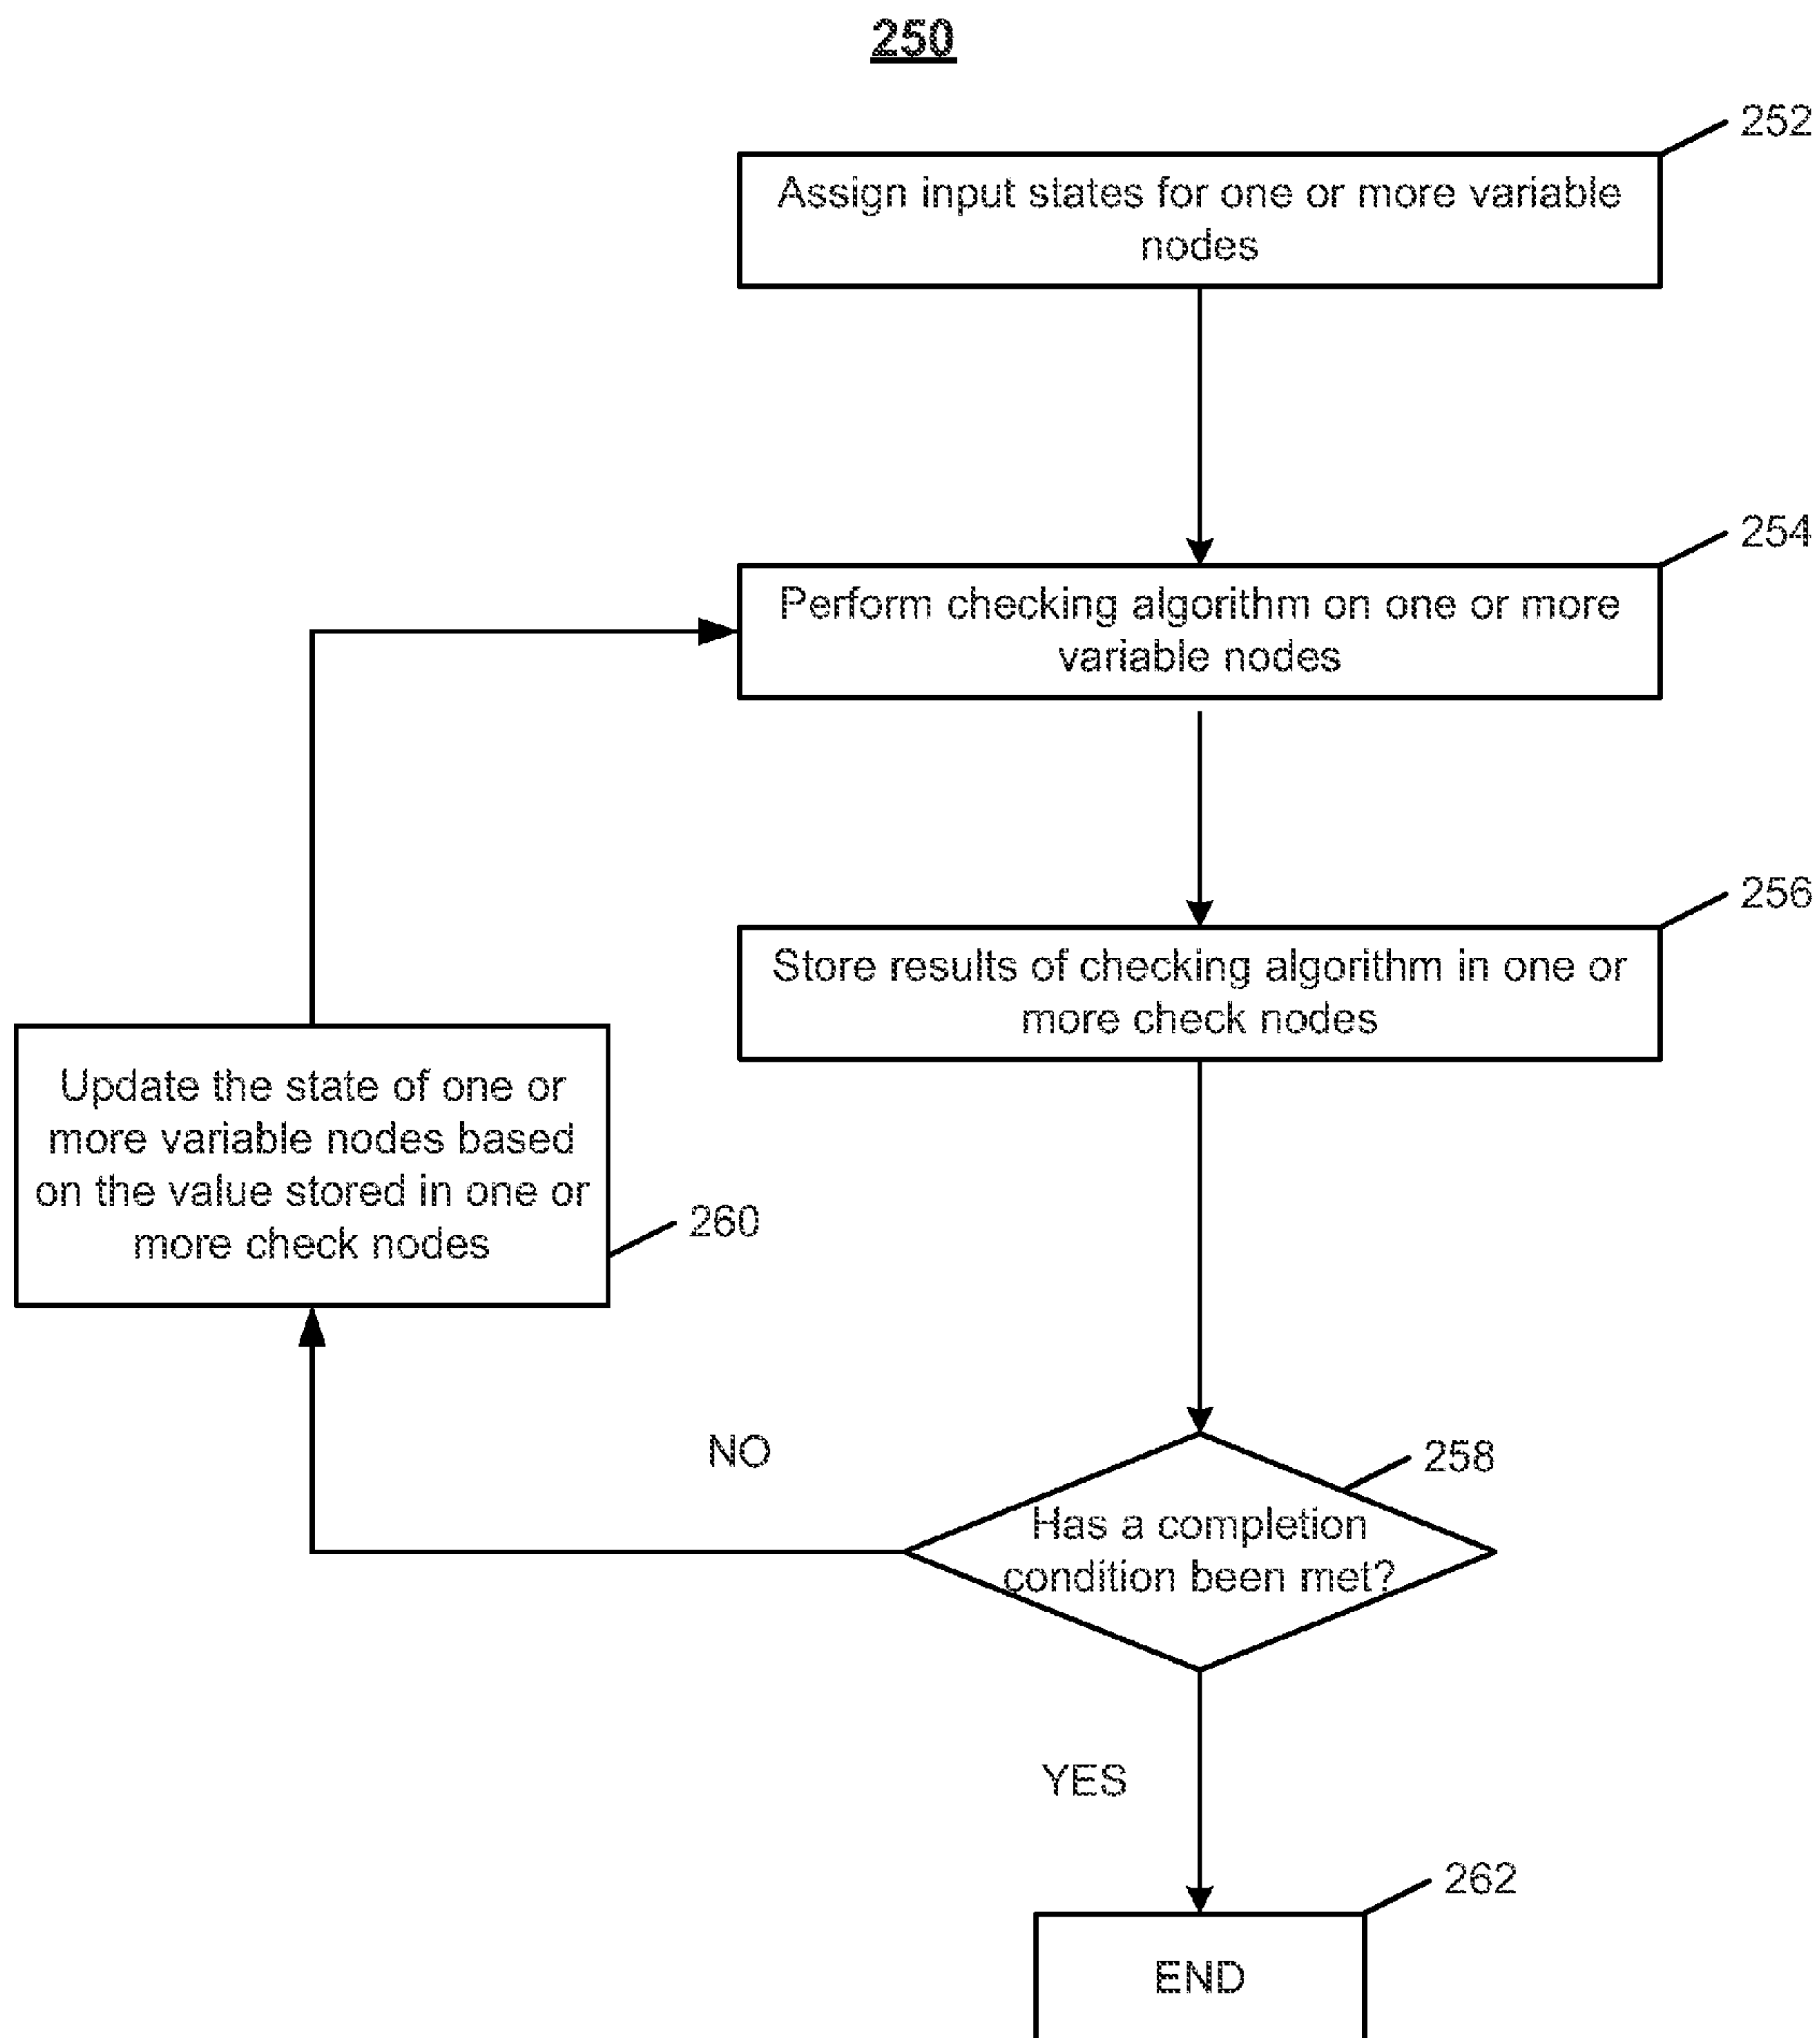 250
252
Assign input states for one or more variable
nodes
254
Perform checking algorithm on one or more
variable nodes
256
Store results of checking algorithm in one or
more check nodes
Update the state of one or
more variable nodes based
on the value stored in one or
more check nodes
260
NO
258
Has a completion
condition been met?
YES
262
END